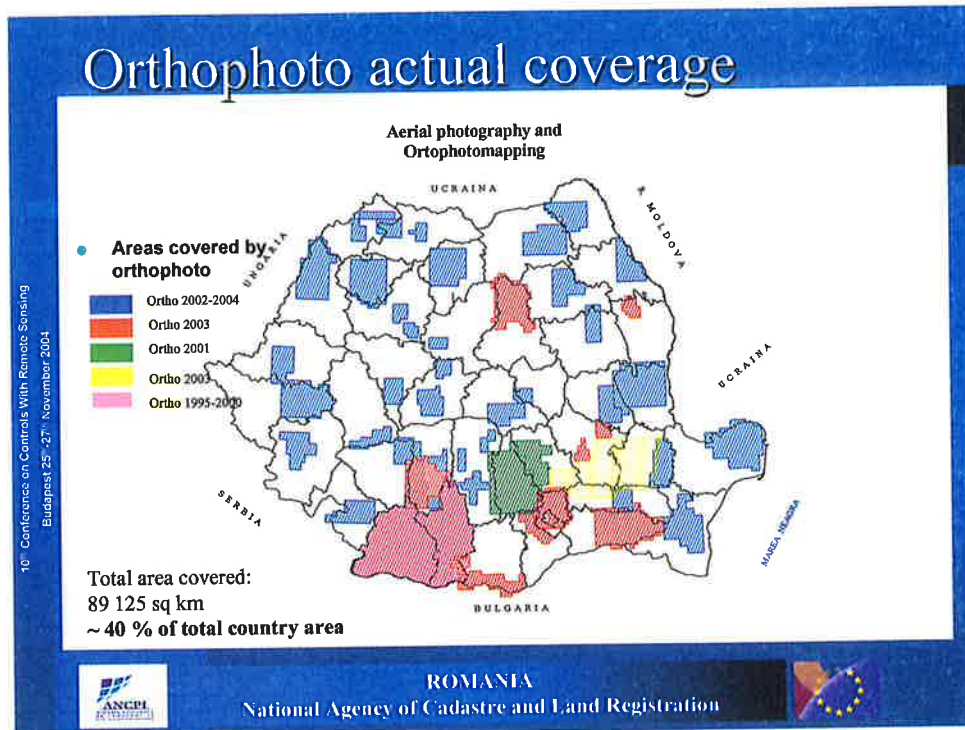 Orthophoto actual coverage
Aerial photography and
Ortophotomapping
UCRAINA
R. MOLDOVA
UNGARIA
Areas covered by
orthophoto
Ortho 2002-2004
Ortho 2003
Ortho 2001
Ortho 2003
Ortho 1995-2000
UCRAINA
SERBIA
MAREA NEAGRA
BULGARIA
Total area covered:
89 125 sq km
~ 40 % of total country area
10th Conference on Controls With Remote Sensing
Budapest 25th -27th November 2004
ANCPI
ROMANIA
National Agency of Cadastre and Land Registration